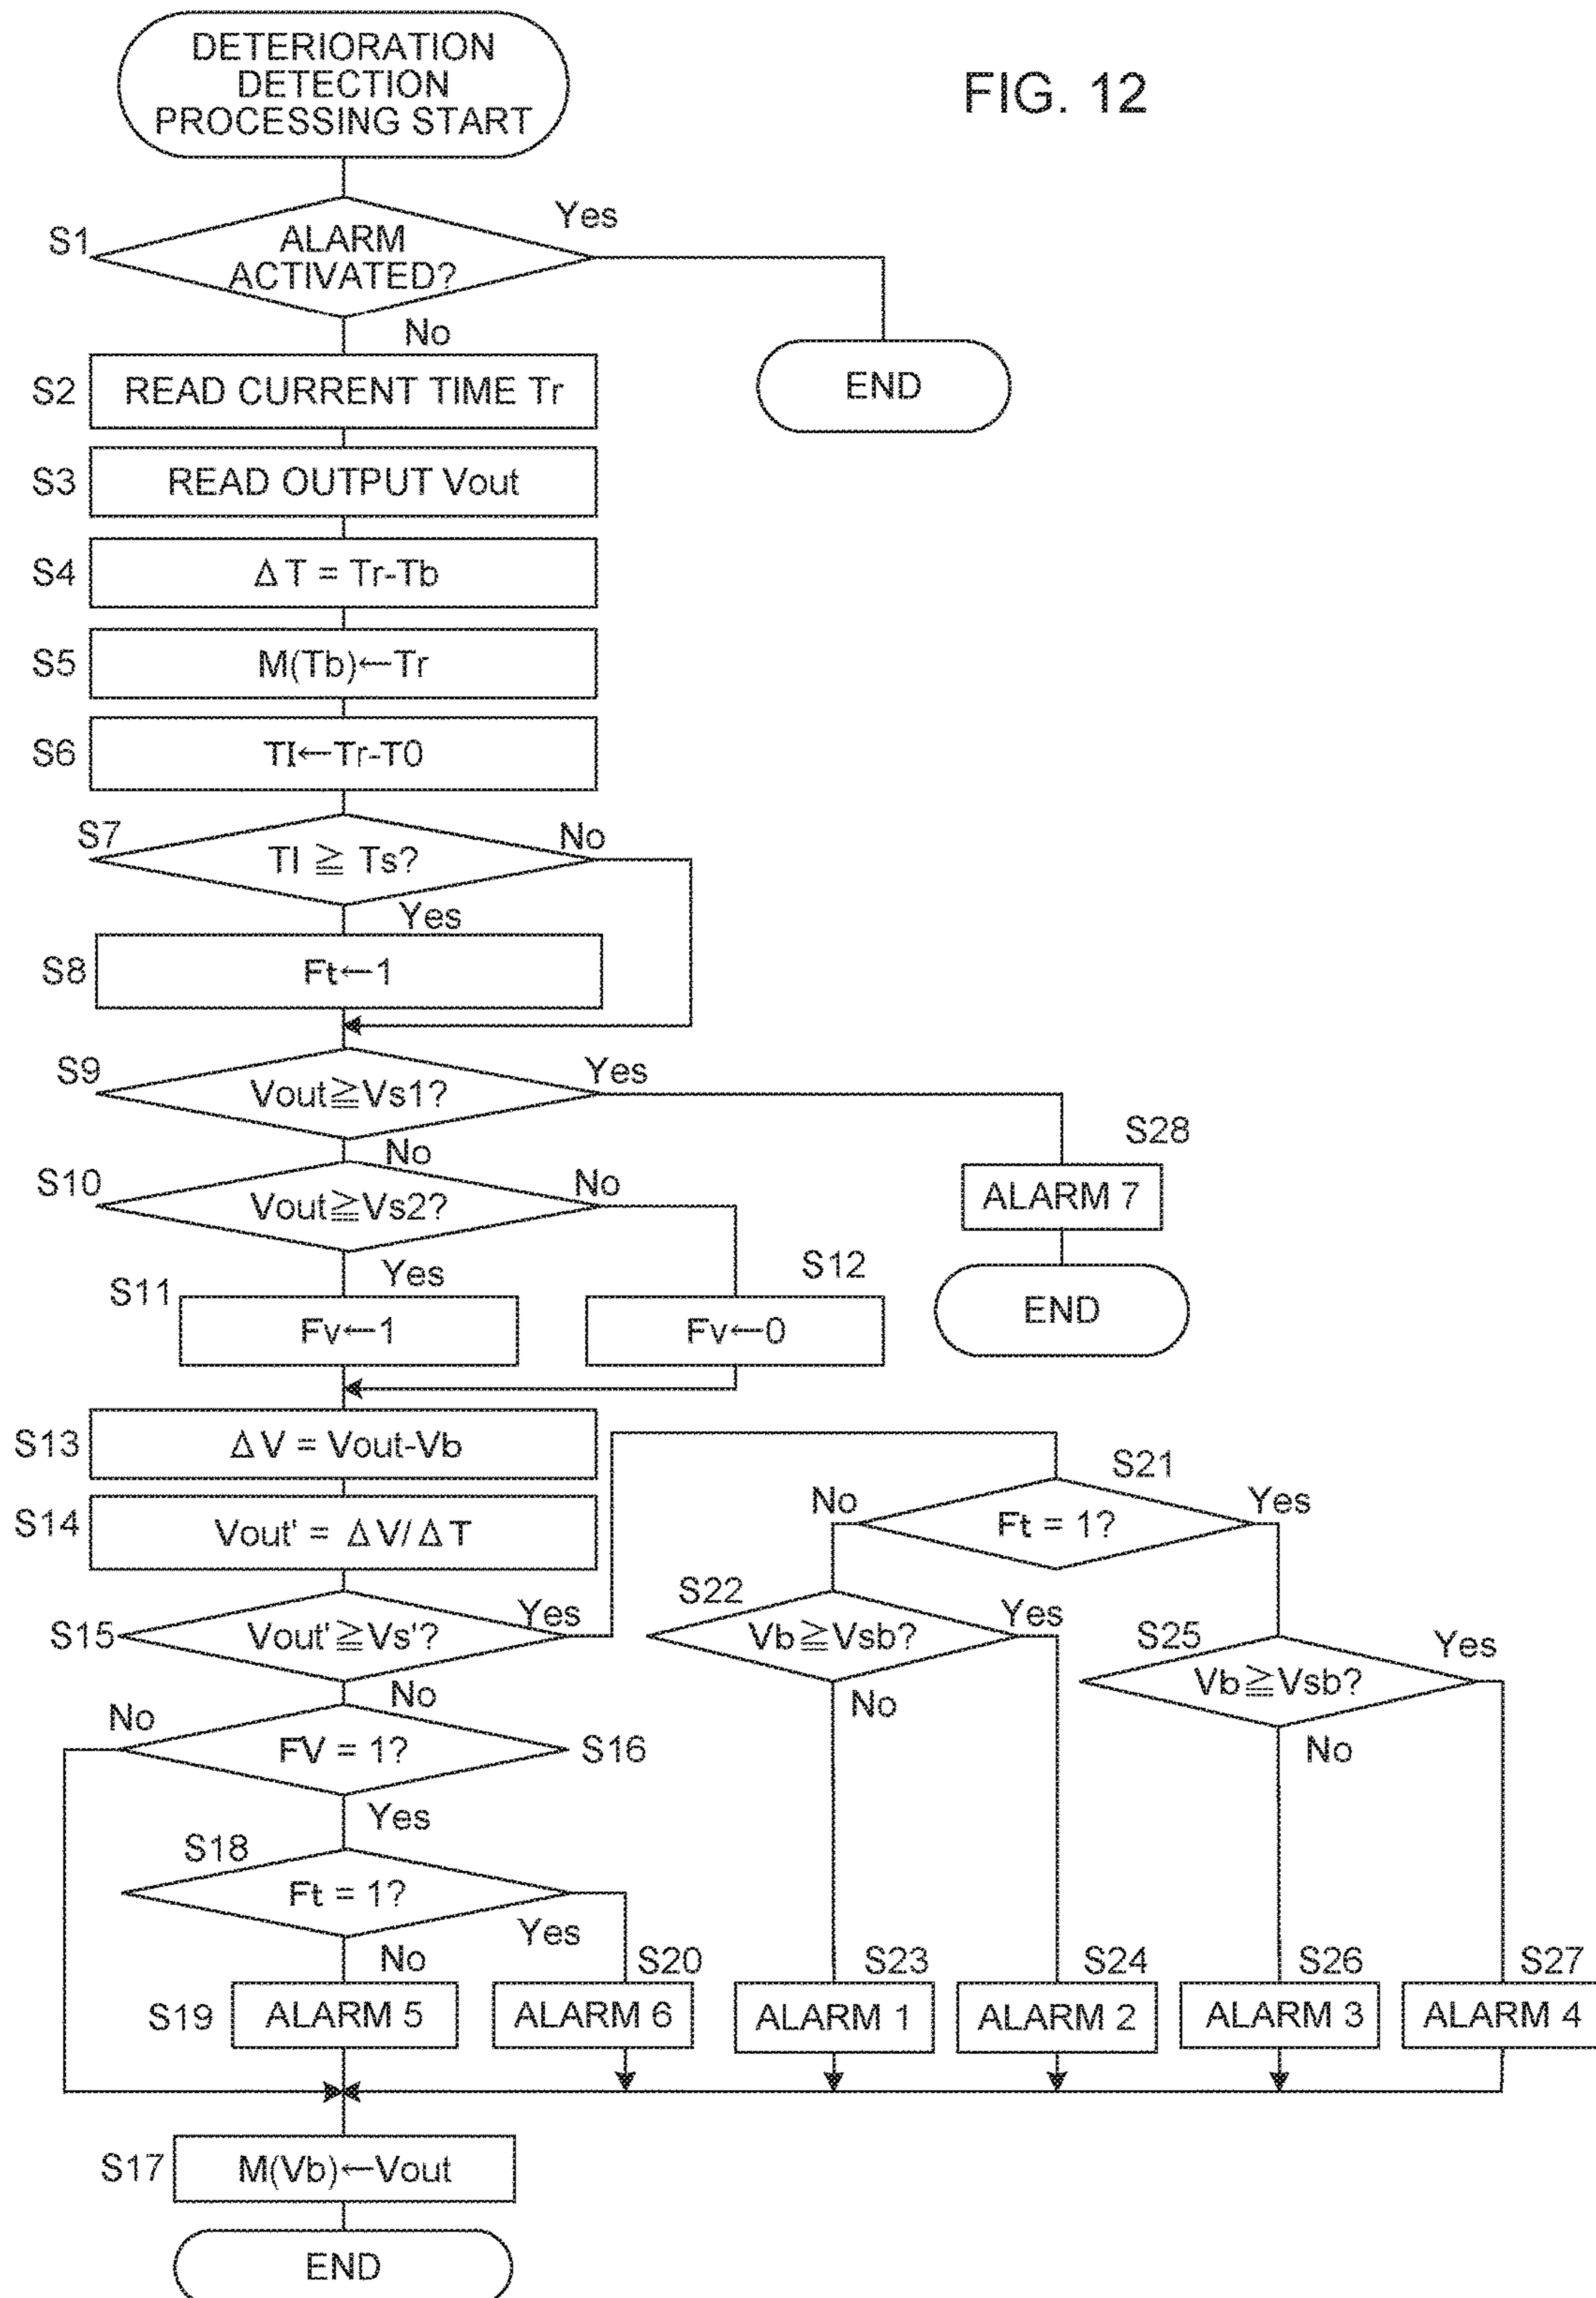 DETERIORATION
DETECTION
PROCESSING START
FIG. 12
S1
ALARM
ACTIVATED?
Yes
No
END
S2
READ CURRENT TIME Tr
S3
READ OUTPUT Vout
S4
Δ T = Tr-Tb
S5
M(Tb)←Tr
S6
TI←Tr-T0
S7
TI ≧ Ts?
No
Yes
S8
Ft←1
S9
Vout≧Vs1?
Yes
No
S28
ALARM 7
END
S10
Vout≧Vs2?
No
Yes
S11
Fv←1
S12
Fv←0
S13
Δ V = Vout-Vb
S14
Vout' = Δ V/ Δ T
S15
Vout'≧Vs'?
Yes
No
S21
Ft = 1?
No
Yes
S22
Vb≧Vsb?
Yes
No
S25
Vb≧Vsb?
Yes
No
No
FV = 1?
S16
Yes
S18
Ft = 1?
Yes
No
S19
ALARM 5
S20
ALARM 6
S23
ALARM 1
S24
ALARM 2
S26
ALARM 3
S27
ALARM 4
S17
M(Vb)←Vout
END